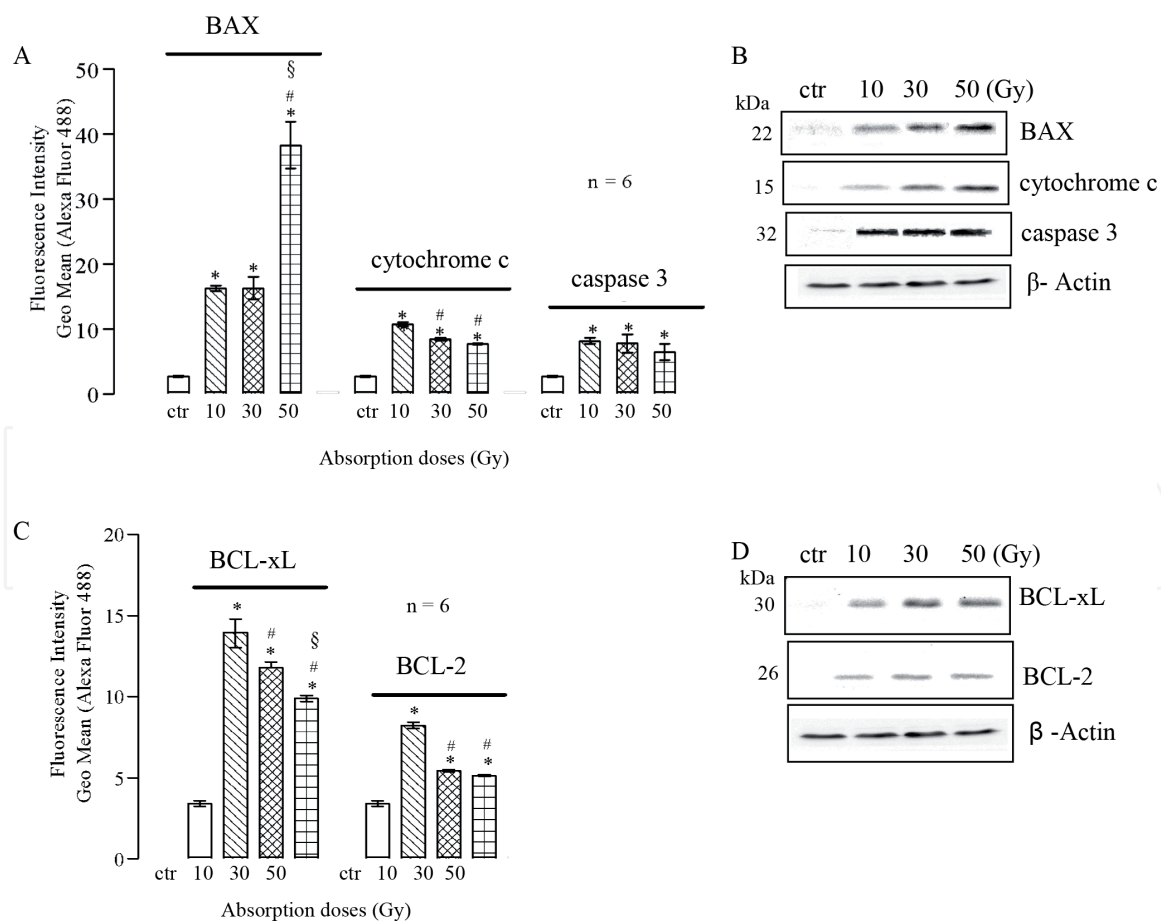 A
BAX
Fluorescence Intensity
Geo Mean (Alexa Fluor 488)
50
40
30
20
10
0
§
#
*
*
*
n = 6
cytochrome c
*
#
*
#
*
caspase 3
*
*
*
ctr 10 30 50
ctr 10 30 50
ctr 10 30 50
Absorption doses (Gy)
B
ctr 10 30 50 (Gy)
kDa
22 BAX
15 cytochrome c
32 caspase 3
β- Actin
C
Fluorescence Intensity
Geo Mean (Alexa Fluor 488)
20
15
10
5
0
BCL-xL
*
#
*
§
#
*
n = 6
BCL-2
*
#
*
#
*
ctr 10 30 50
ctr 10 30 50
Absorption doses (Gy)
D
ctr 10 30 50 (Gy)
kDa
30 BCL-xL
26 BCL-2
β -Actin